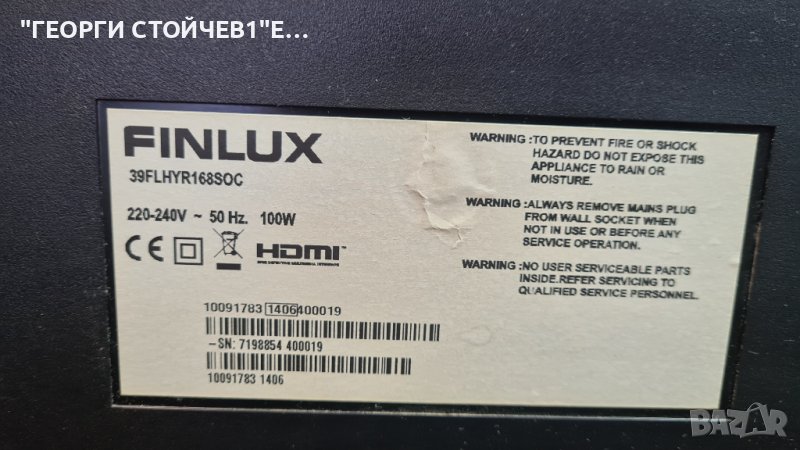 "ГЕОРГИ СТОЙЧЕВ1"Е...
FINLUX
39FLHYR168SOC
220-240V ~ 50 Hz. 100W
CE HDMI
10091783 1406400019
-SN: 7198854 400019
10091783 1406
WARNING :TO PREVENT FIRE OR SHOCK
HAZARD DO NOT EXPOSE THIS
APPLIANCE TO RAIN OR
MOISTURE.
WARNING :ALWAYS REMOVE MAINS PLUG
FROM WALL SOCKET WHEN
NOT IN USE OR BEFORE ANY
SERVICE OPERATION.
WARNING :NO USER SERVICEABLE PARTS
INSIDE.REFER SERVICING TO
QUALIFIED SERVICE PERSONNEL.
BAZAR